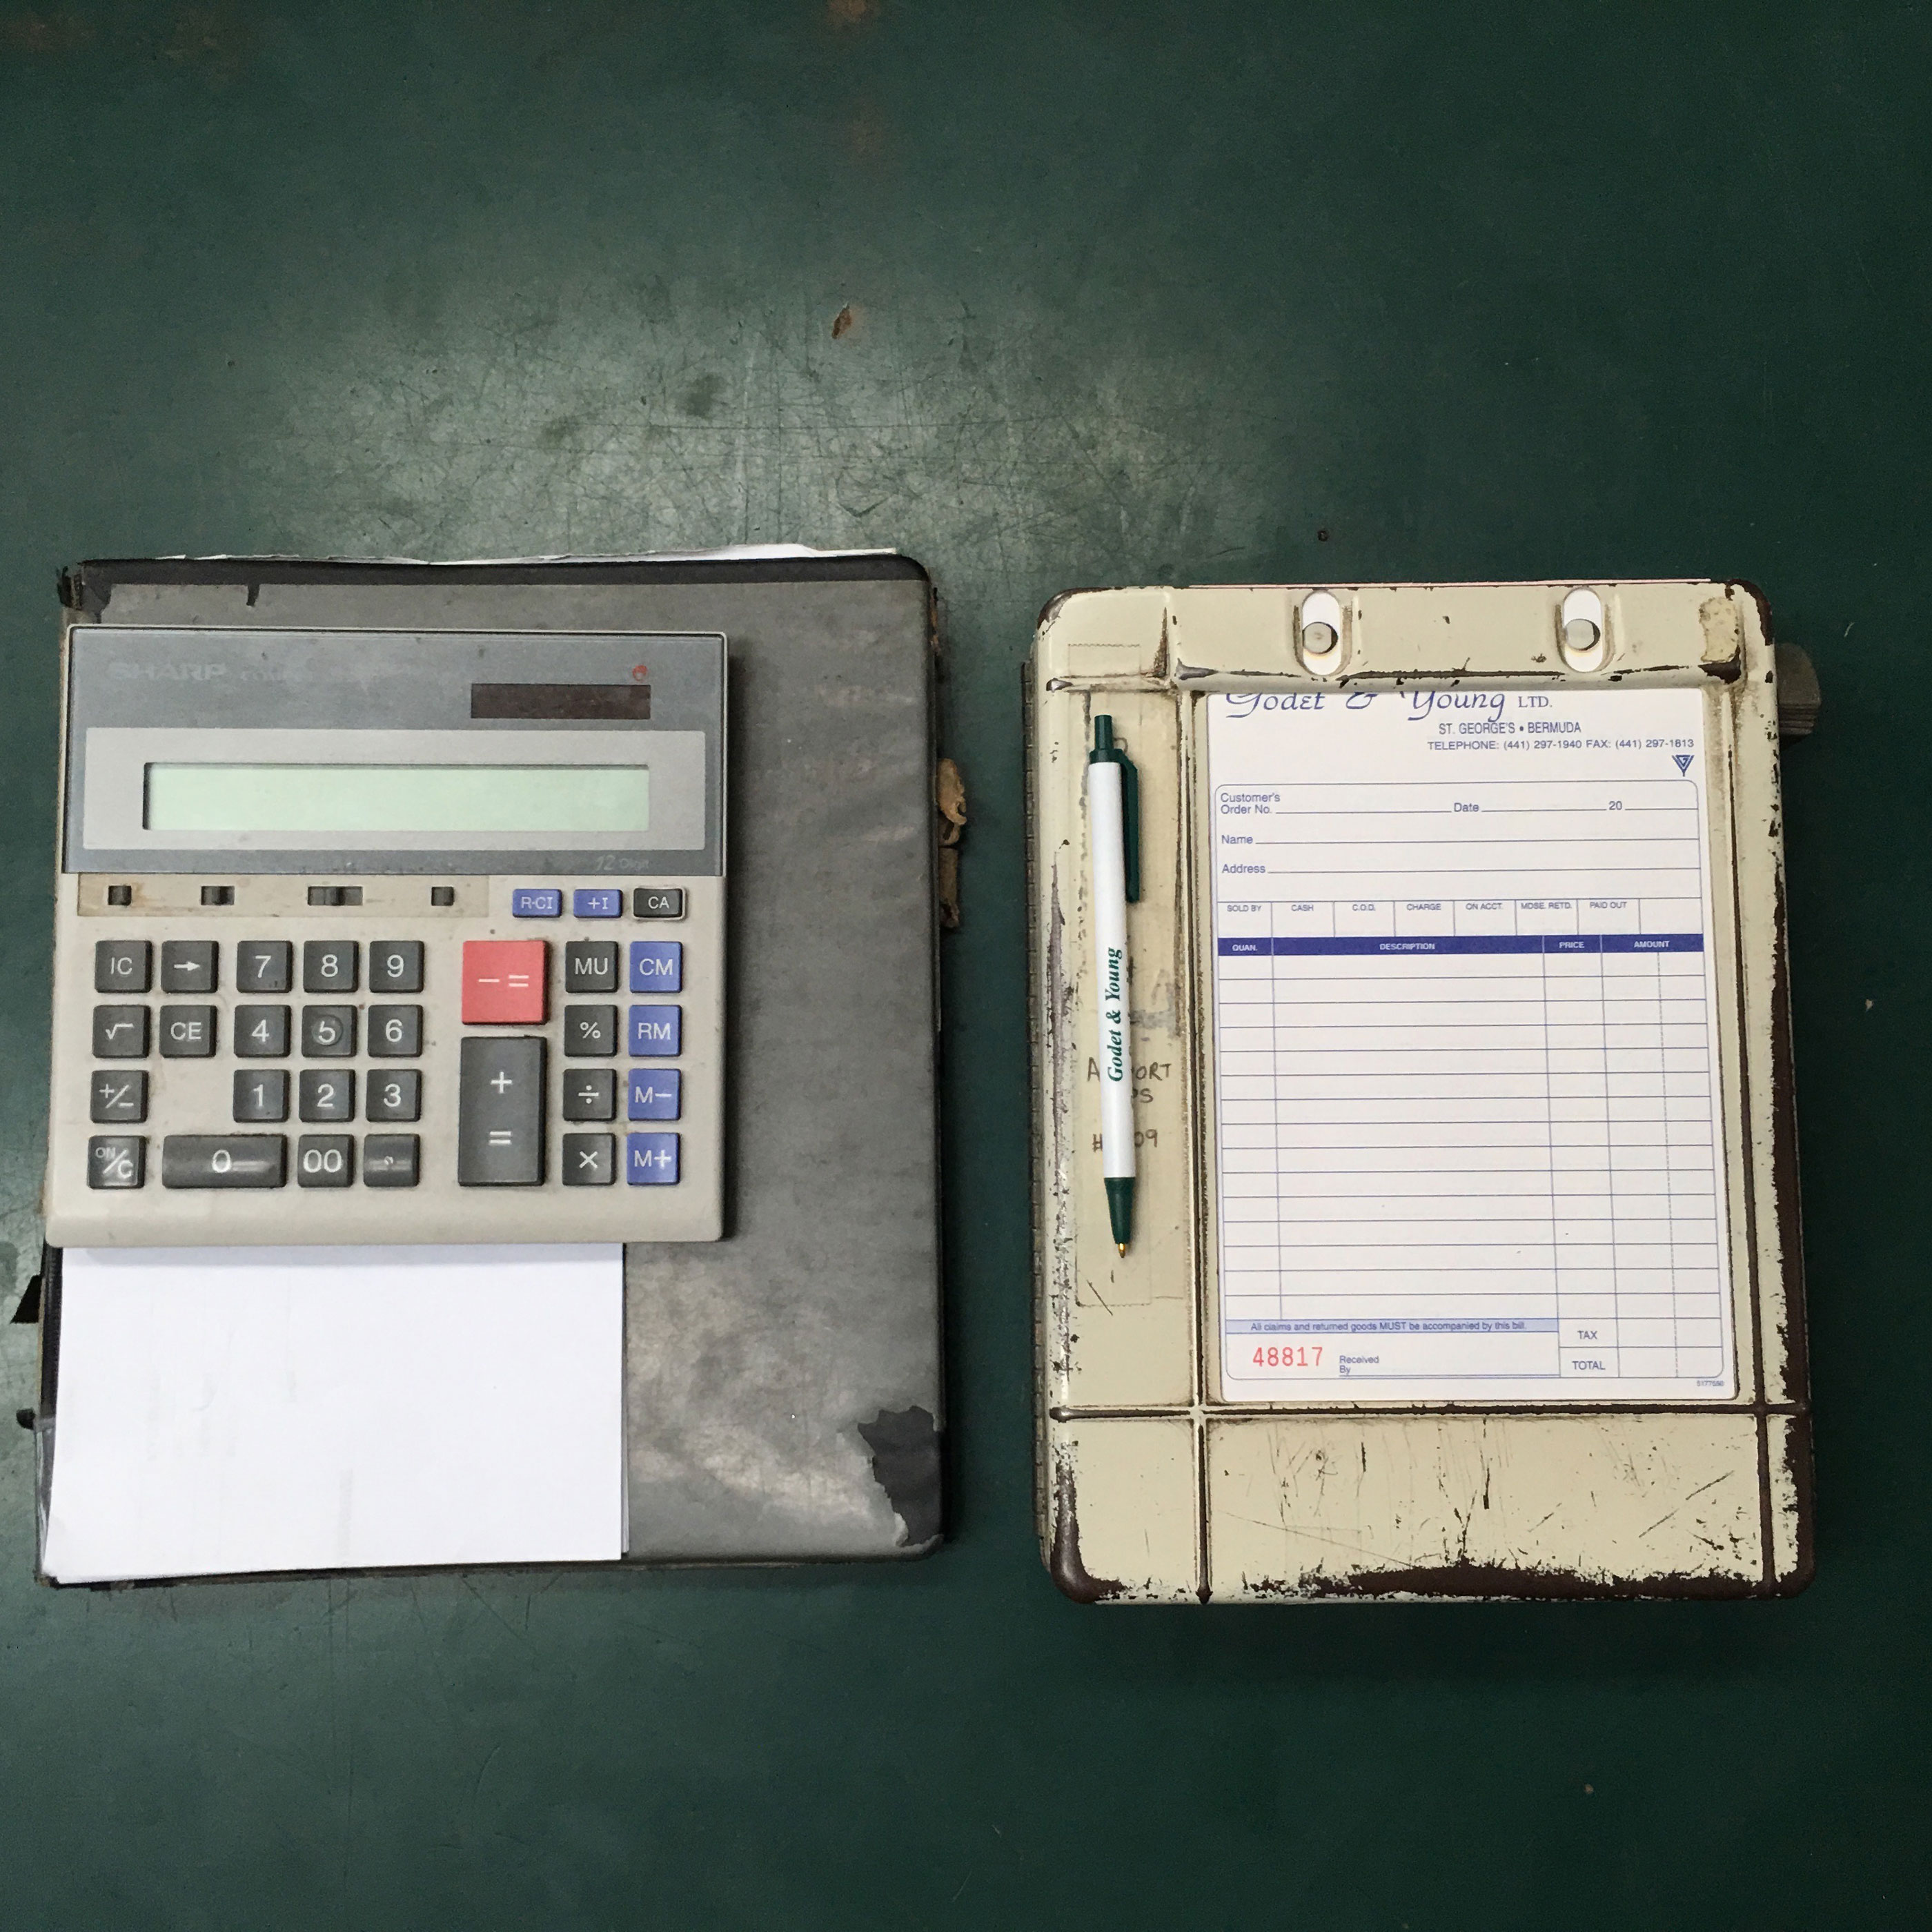 SHARP
12 Digit
R·CI +I CA
IC → 7 8 9 − = MU CM
√ CE 4 5 6 % RM
+/− 1 2 3 + = ÷ M−
ON/C 0 00 · × M+
Godet & Young
#
09
Godet & Young LTD.
ST. GEORGE'S • BERMUDA
TELEPHONE: (441) 297-1940 FAX: (441) 297-1813
Customer's
Order No. Date 20
Name
Address
SOLD BY CASH C.O.D. CHARGE ON ACCT. MDSE. RETD. PAID OUT
QUAN. DESCRIPTION PRICE AMOUNT
All claims and returned goods MUST be accompanied by this bill.
TAX
48817 Received
By
TOTAL